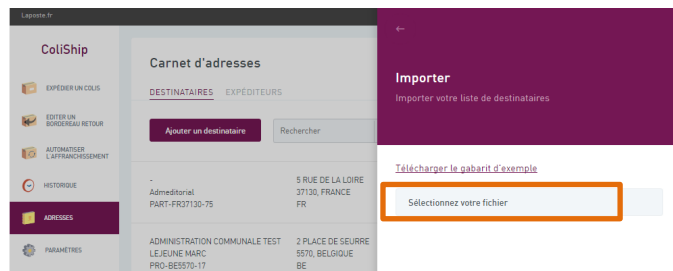 Laposte.fr
ColiShip
EXPÉDIER UN COLIS
EDITER UN
BORDEREAU RETOUR
AUTOMATISER
L'AFFRANCHISSEMENT
HISTORIQUE
ADRESSES
PARAMÈTRES
Carnet d'adresses
DESTINATAIRES EXPÉDITEURS
Ajouter un destinataire Rechercher
- 5 RUE DE LA LOIRE
Admeditorial 37130, FRANCE
PART-FR37130-75 FR
ADMINISTRATION COMMUNALE TEST 2 PLACE DE SEURRE
LEJEUNE MARC 5570, BELGIQUE
PRO-BE5570-17 BE
←
Importer
Importer votre liste de destinataires
Télécharger le gabarit d'exemple
Sélectionnez votre fichier